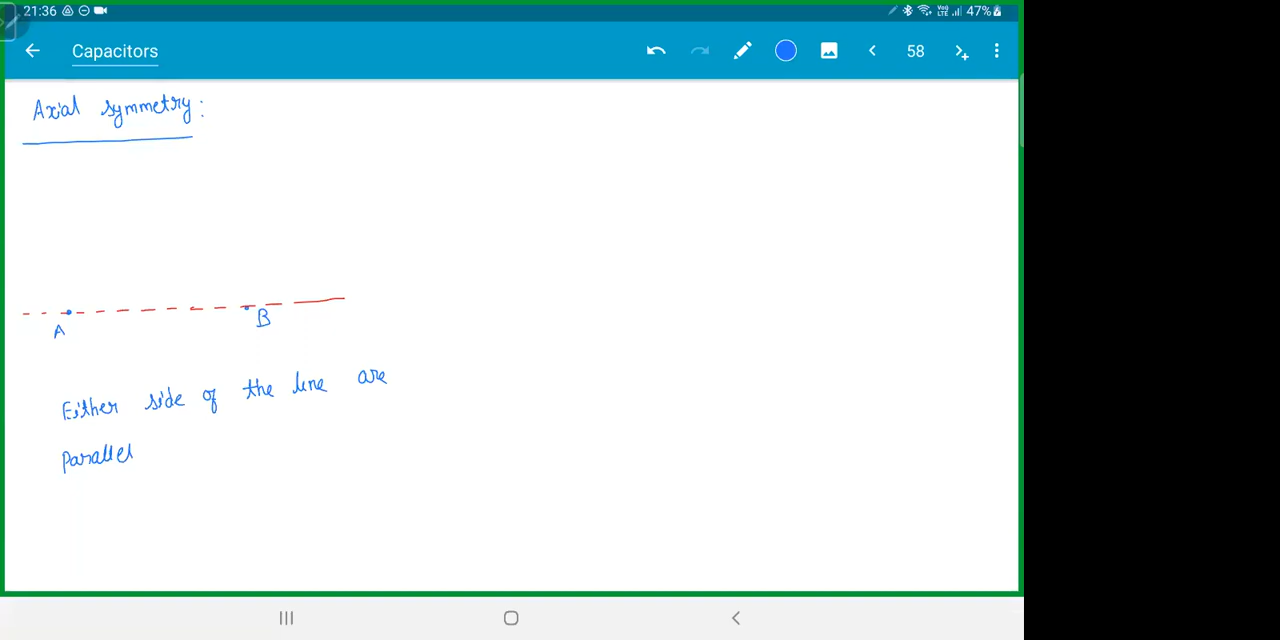 21:36 47%
Capacitors 58
Axial symmetry:
A B
Either side of the line are
parallel